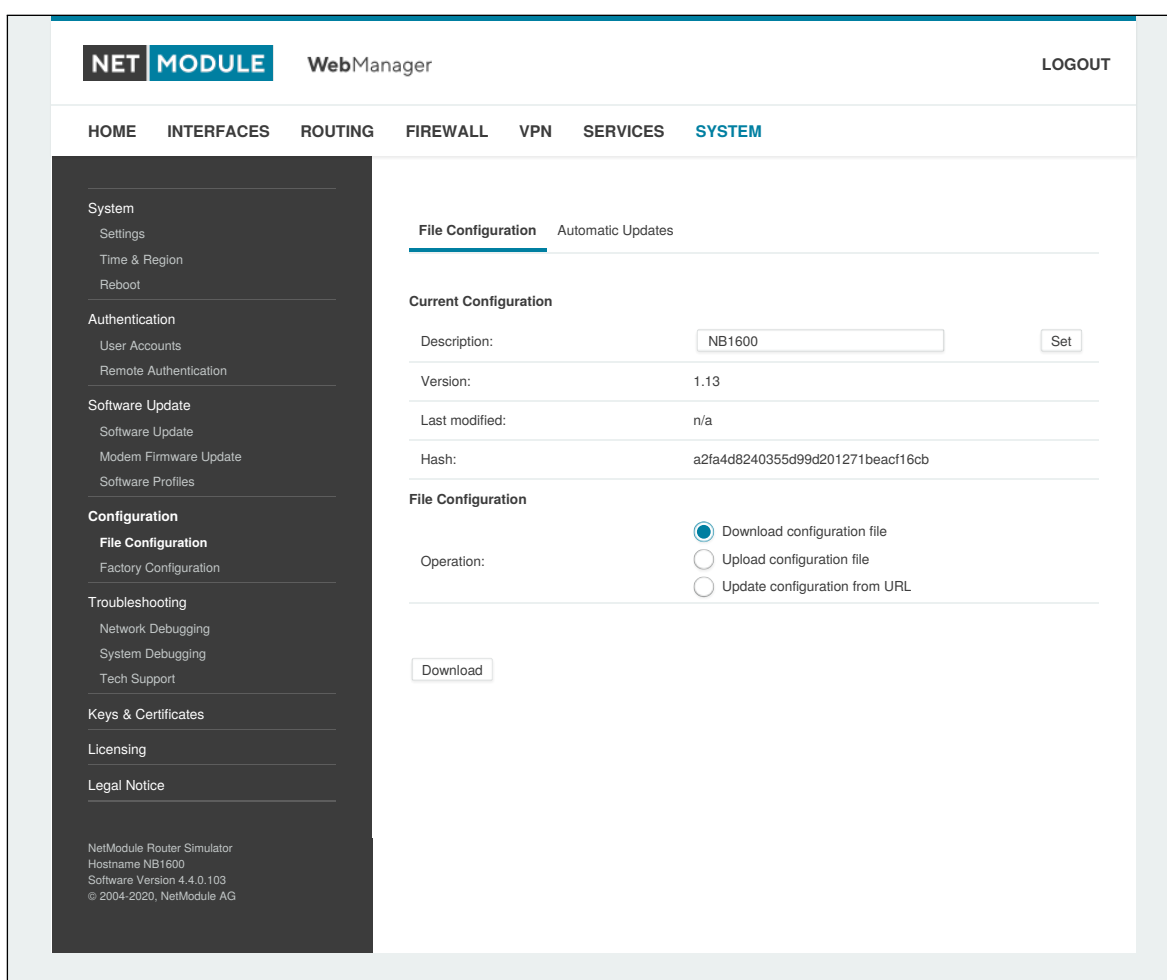 NET MODULE WebManager LOGOUT
HOME INTERFACES ROUTING FIREWALL VPN SERVICES SYSTEM
System
Settings
Time & Region
Reboot
Authentication
User Accounts
Remote Authentication
Software Update
Software Update
Modem Firmware Update
Software Profiles
Configuration
File Configuration
Factory Configuration
Troubleshooting
Network Debugging
System Debugging
Tech Support
Keys & Certificates
Licensing
Legal Notice
NetModule Router Simulator
Hostname NB1600
Software Version 4.4.0.103
© 2004-2020, NetModule AG
File Configuration Automatic Updates
Current Configuration
Description: NB1600 Set
Version: 1.13
Last modified: n/a
Hash: a2fa4d8240355d99d201271beacf16cb
File Configuration
Operation:
Download configuration file
Upload configuration file
Update configuration from URL
Download